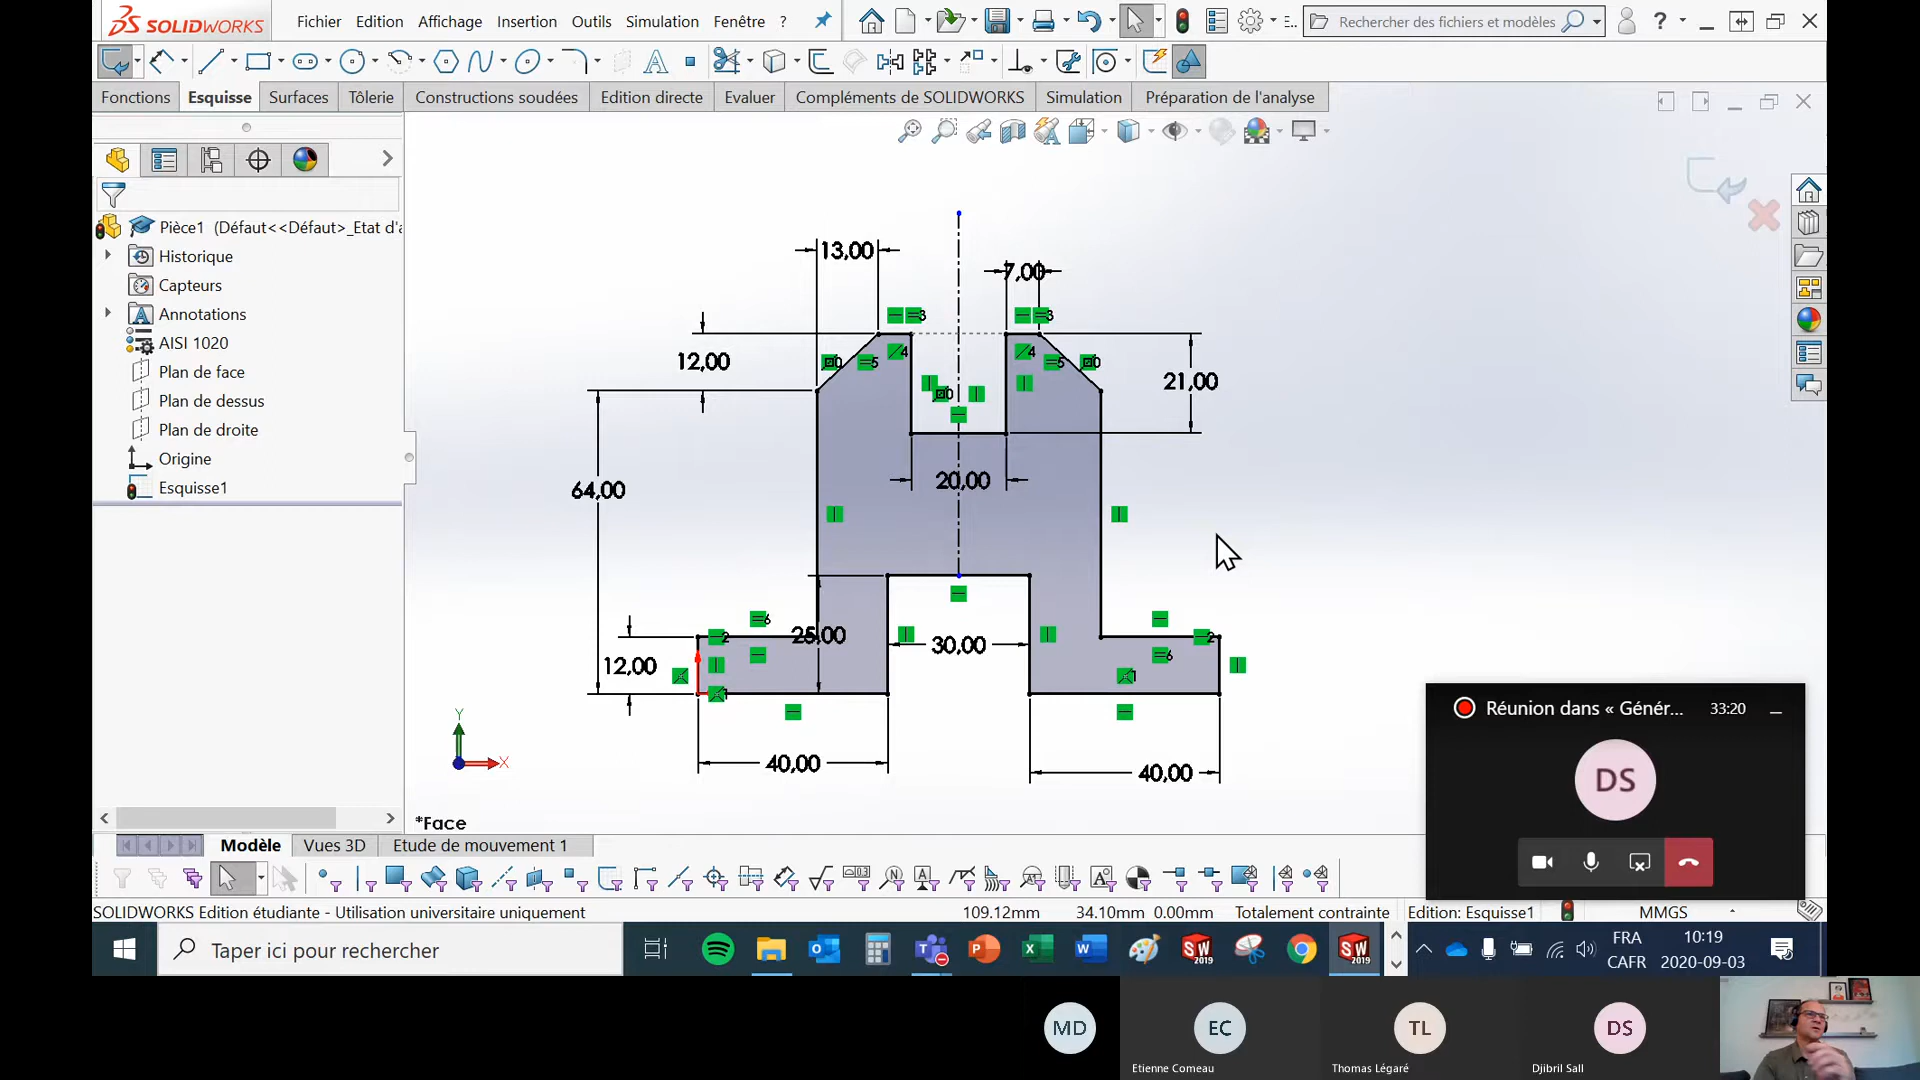 SOLIDWORKS
Fichier Edition Affichage Insertion Outils Simulation Fenêtre ?
E...
Rechercher des fichiers et modèles
?
Fonctions Esquisse Surfaces Tôlerie Constructions soudées Edition directe Evaluer Compléments de SOLIDWORKS Simulation Préparation de l'analyse
Pièce1 (Défaut<<Défaut>_Etat d'a
Historique
Capteurs
Annotations
AISI 1020
Plan de face
Plan de dessus
Plan de droite
Origine
Esquisse1
13,00
7,00
12,00
21,00
64,00
20,00
25,00
12,00
30,00
40,00
40,00
Y
X
*Face
Réunion dans « Génér... 33:20
DS
Modèle Vues 3D Etude de mouvement 1
SOLIDWORKS Edition étudiante - Utilisation universitaire uniquement
109.12mm 34.10mm 0.00mm Totalement contrainte Edition: Esquisse1 MMGS
Taper ici pour rechercher
FRA
CAFR
10:19
2020-09-03
MD EC TL DS
Etienne Comeau Thomas Légaré Djibril Sall